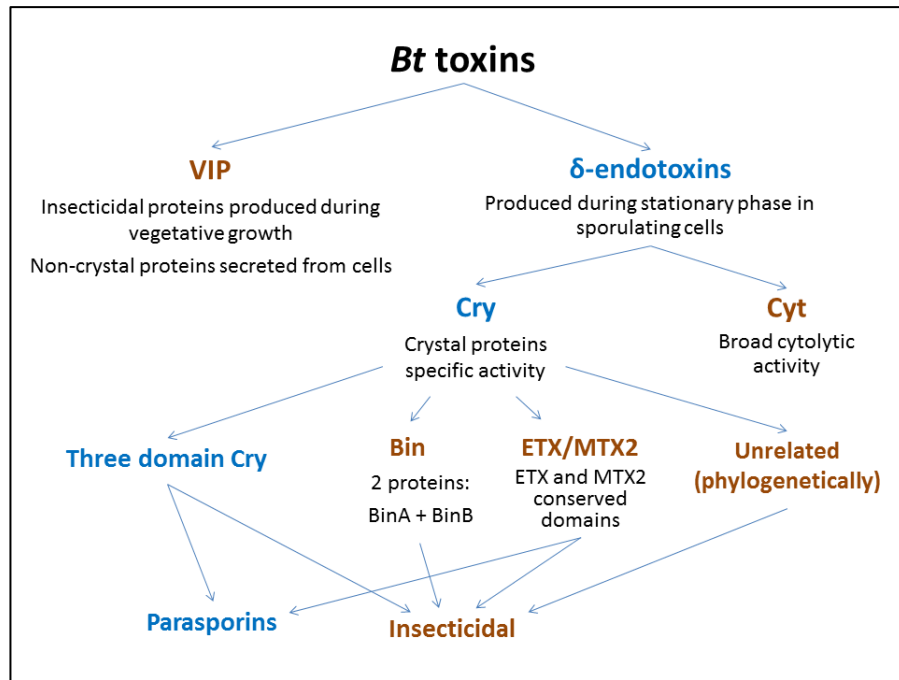 Bt toxins
VIP
Insecticidal proteins produced during
vegetative growth
Non-crystal proteins secreted from cells
δ-endotoxins
Produced during stationary phase in
sporulating cells
Cry
Crystal proteins
specific activity
Cyt
Broad cytolytic
activity
Three domain Cry
Bin
2 proteins:
BinA + BinB
ETX/MTX2
ETX and MTX2
conserved
domains
Unrelated
(phylogenetically)
Parasporins
Insecticidal